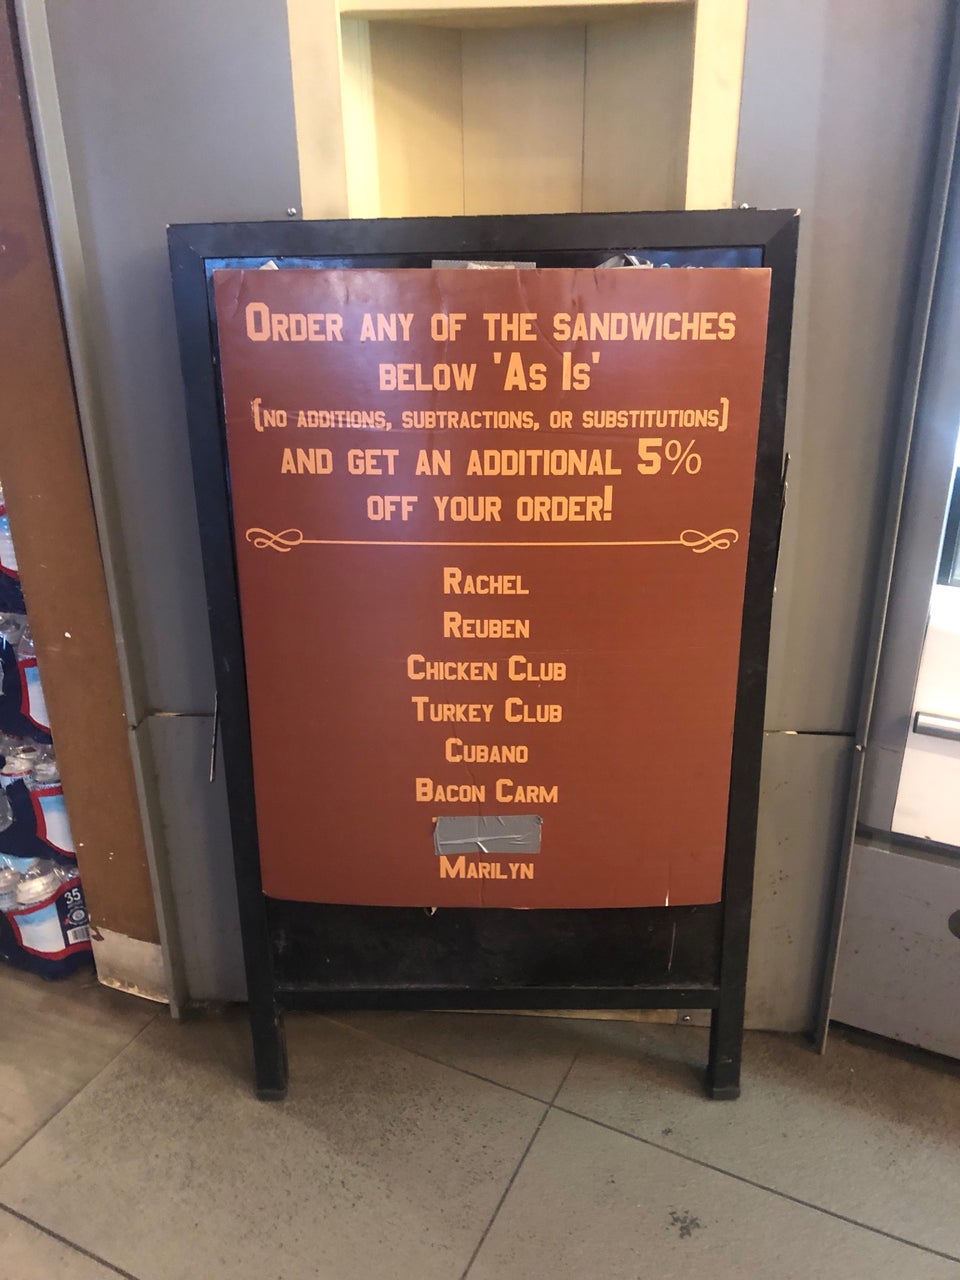 Order any of the sandwiches
below 'As Is'
(no additions, subtractions, or substitutions)
and get an additional 5%
off your order!
Rachel
Reuben
Chicken Club
Turkey Club
Cubano
Bacon Carm
Marilyn
35